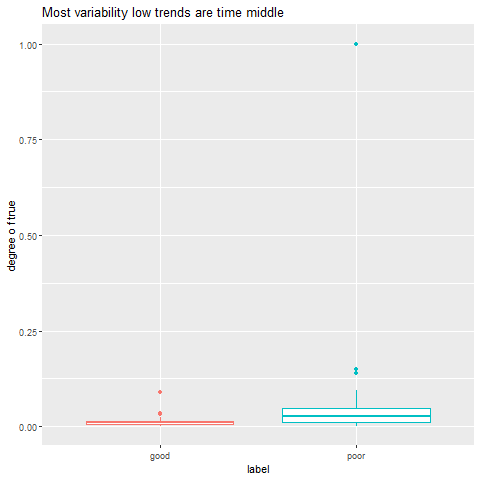 Most variability low trends are time middle
1.00
0.75
0.50
0.25
0.00
degree o ftrue
good
poor
label